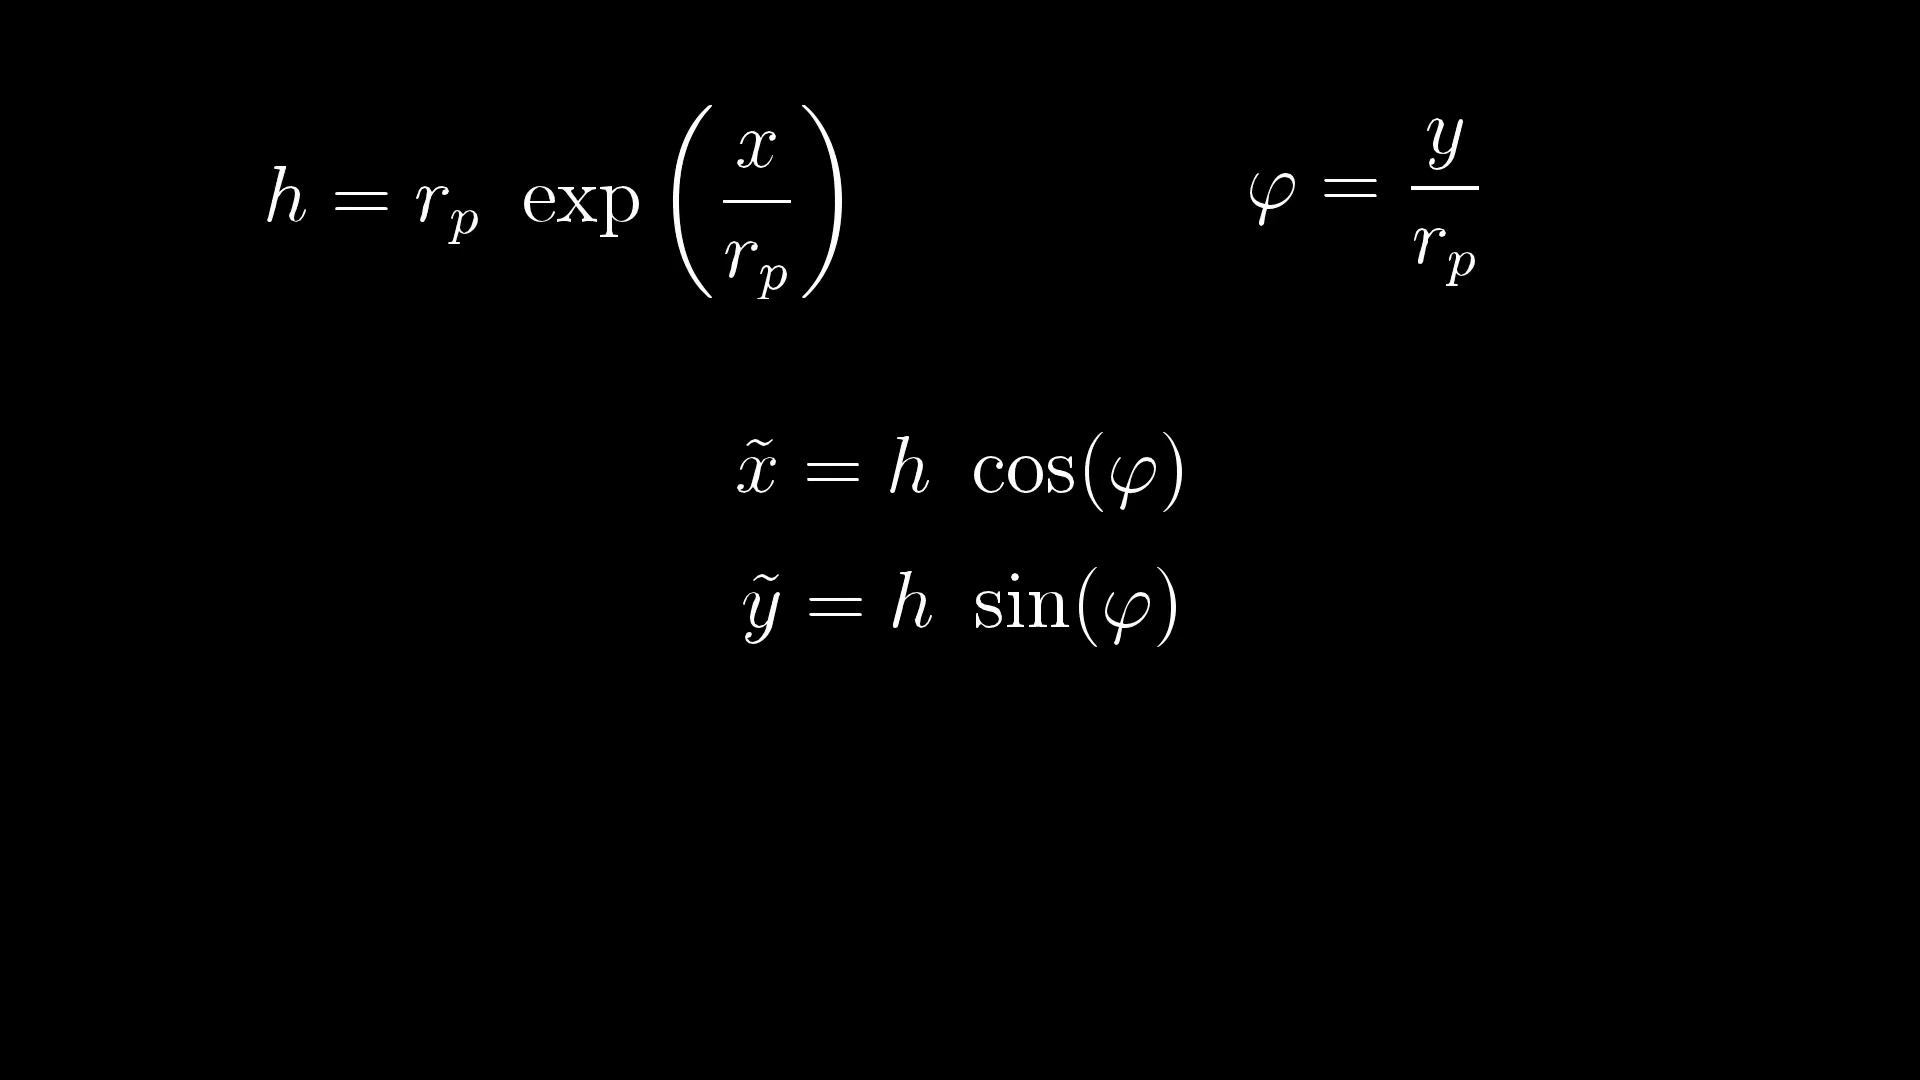 h = r_p exp(x/r_p)    φ = y/r_p
x̃ = h cos(φ)
ỹ = h sin(φ)